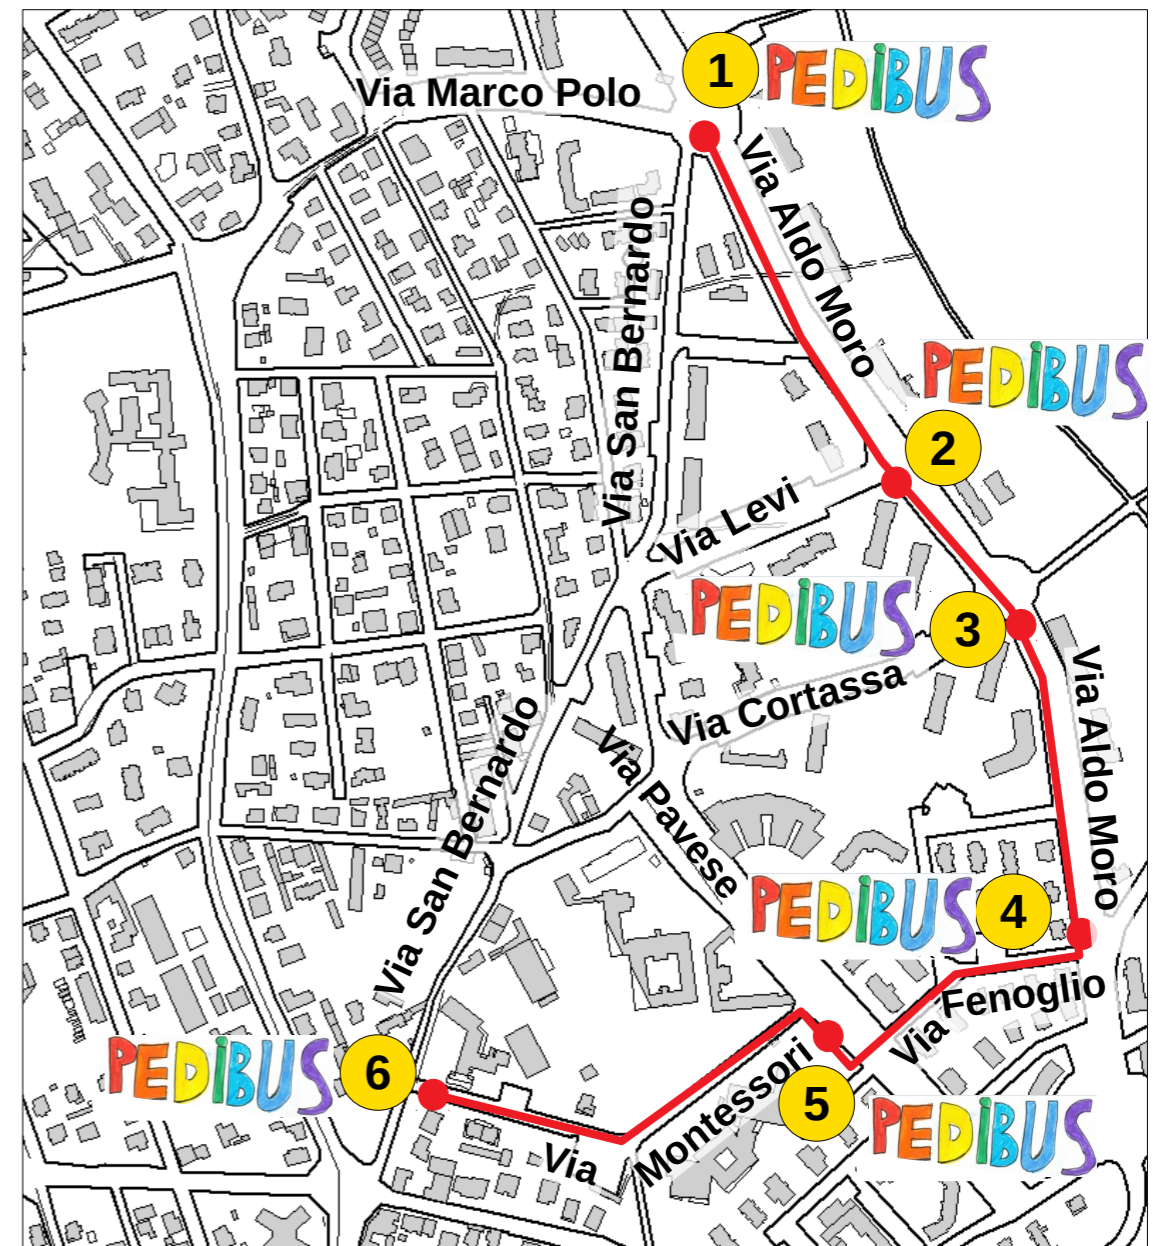 1 PEDIBUS
Via Marco Polo
Via Aldo Moro
Via San Bernardo
PEDIBUS
2
Via Levi
PEDIBUS
3
Via Cortassa
Via Aldo Moro
Via San Bernardo
Via Pavese
PEDIBUS 4
Via Fenoglio
PEDIBUS 6
5
PEDIBUS
Via Montessori